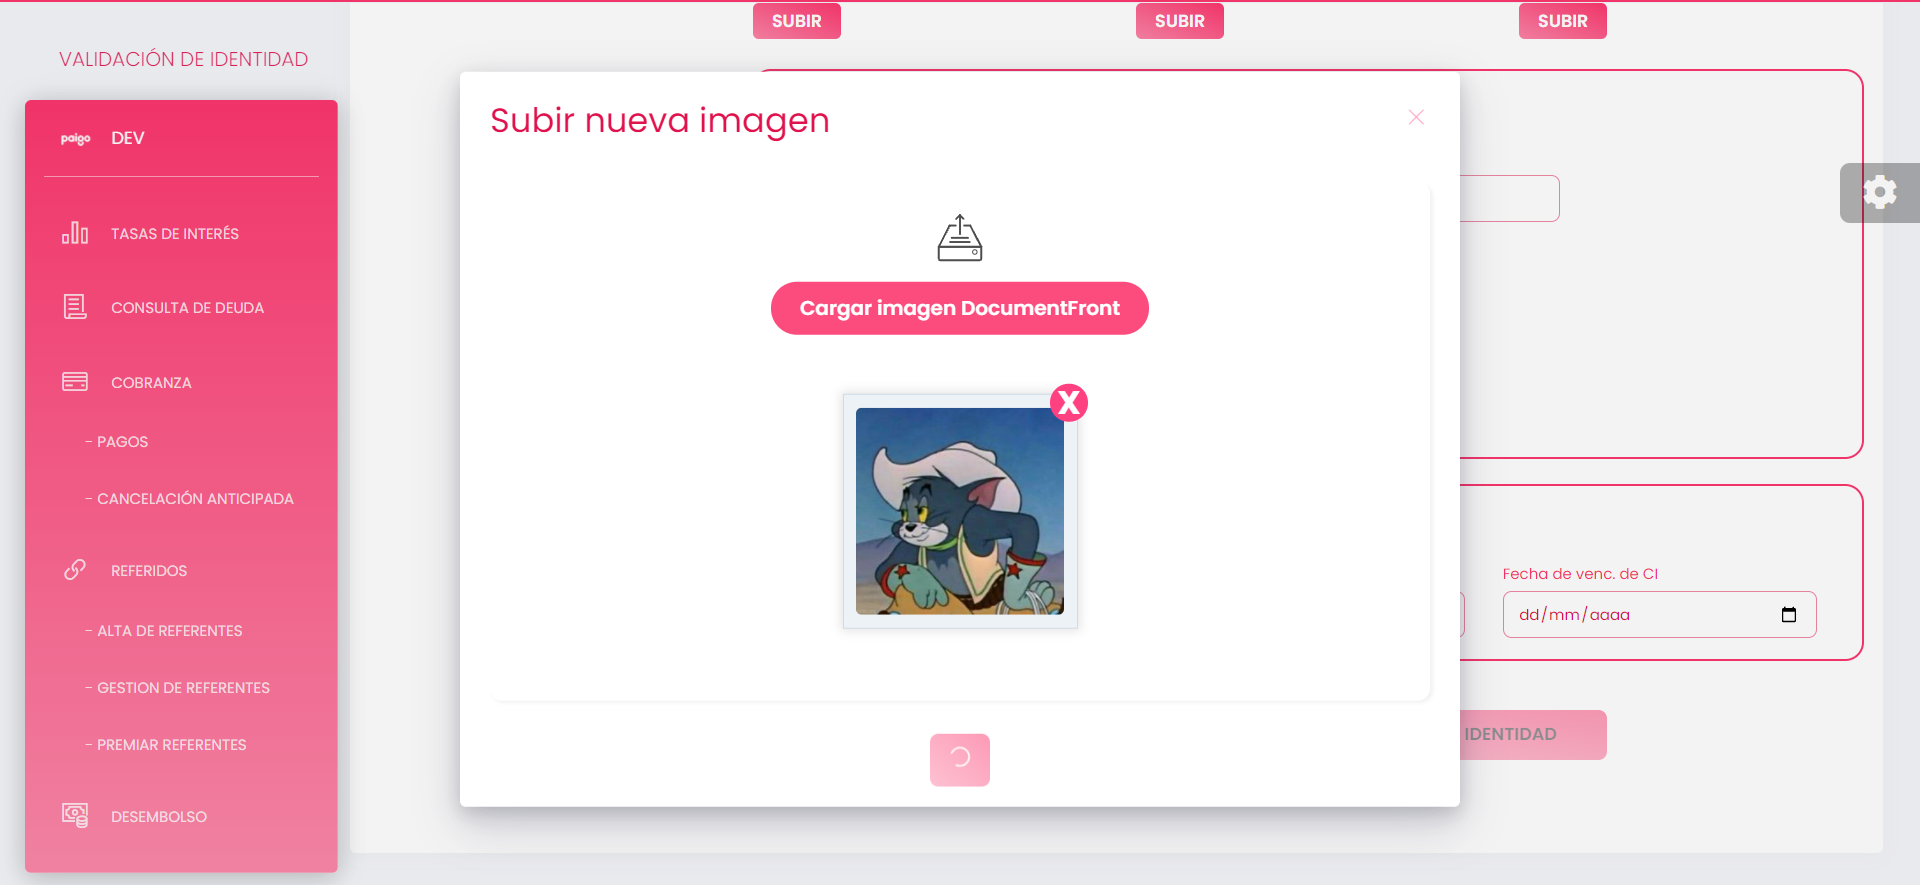 SUBIR
SUBIR
SUBIR
VALIDACIÓN DE IDENTIDAD
paigo DEV
TASAS DE INTERÉS
CONSULTA DE DEUDA
COBRANZA
- PAGOS
- CANCELACIÓN ANTICIPADA
REFERIDOS
- ALTA DE REFERENTES
- GESTION DE REFERENTES
- PREMIAR REFERENTES
DESEMBOLSO
Subir nueva imagen
Cargar imagen DocumentFront
X
Fecha de venc. de CI
dd/mm/aaaa
IDENTIDAD